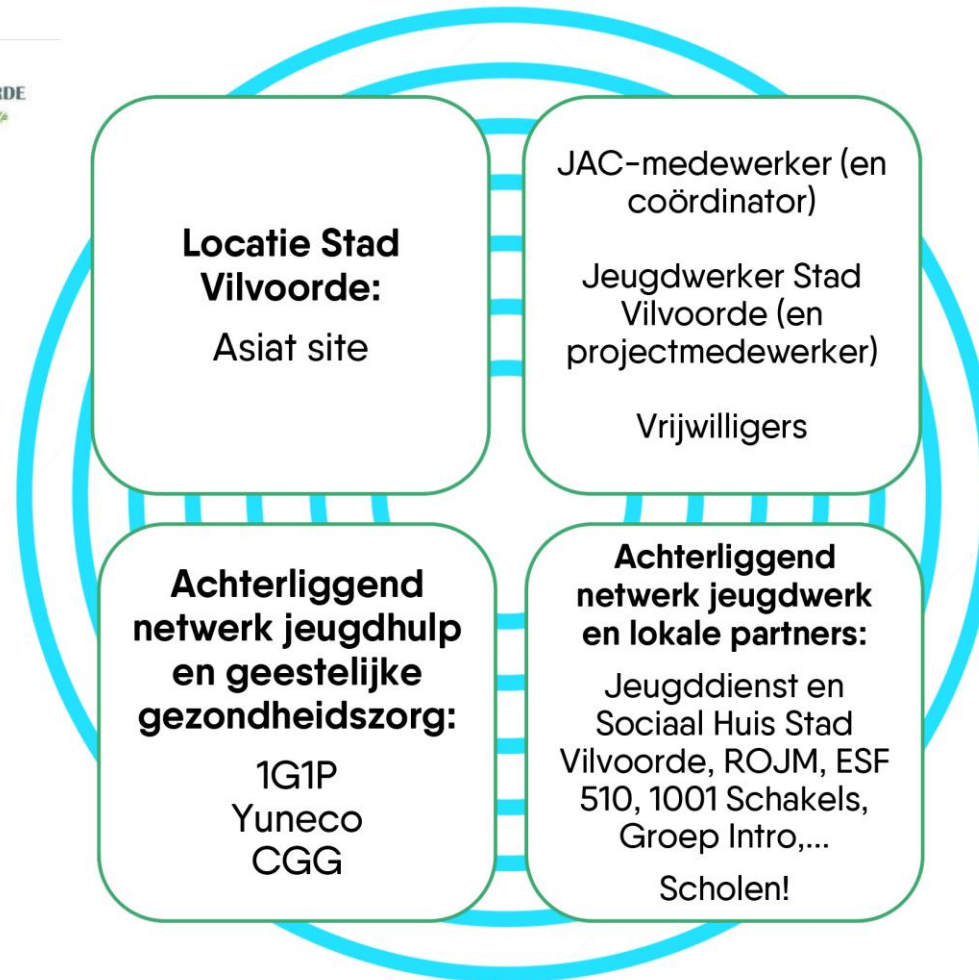 RDE
Locatie Stad
Vilvoorde:
Asiat site
JAC-medewerker (en
coördinator)
Jeugdwerker Stad
Vilvoorde (en
projectmedewerker)
Vrijwilligers
Achterliggend
netwerk jeugdhulp
en geestelijke
gezondheidszorg:
1G1P
Yuneco
CGG
Achterliggend
netwerk jeugdwerk
en lokale partners:
Jeugddienst en
Sociaal Huis Stad
Vilvoorde, ROJM, ESF
510, 1001 Schakels,
Groep Intro,...
Scholen!